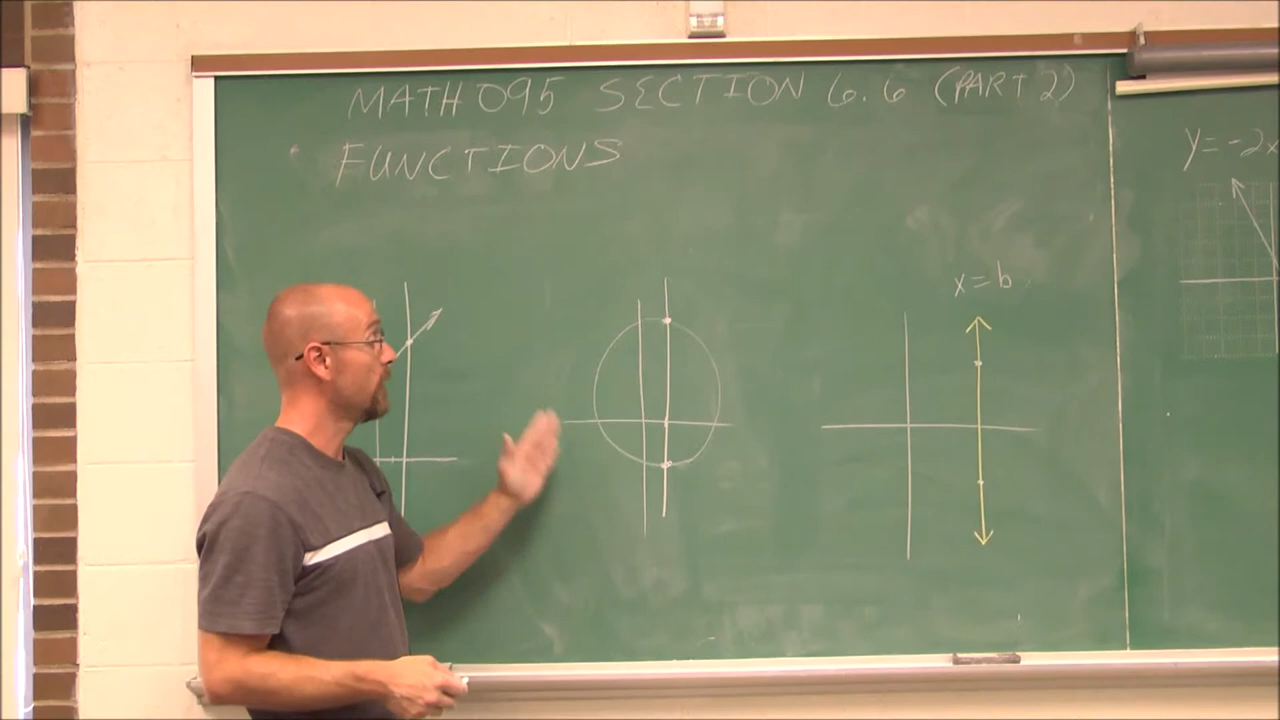 MATH 095 SECTION 6.6 (PART 2)
FUNCTIONS
x=b
y=-2x